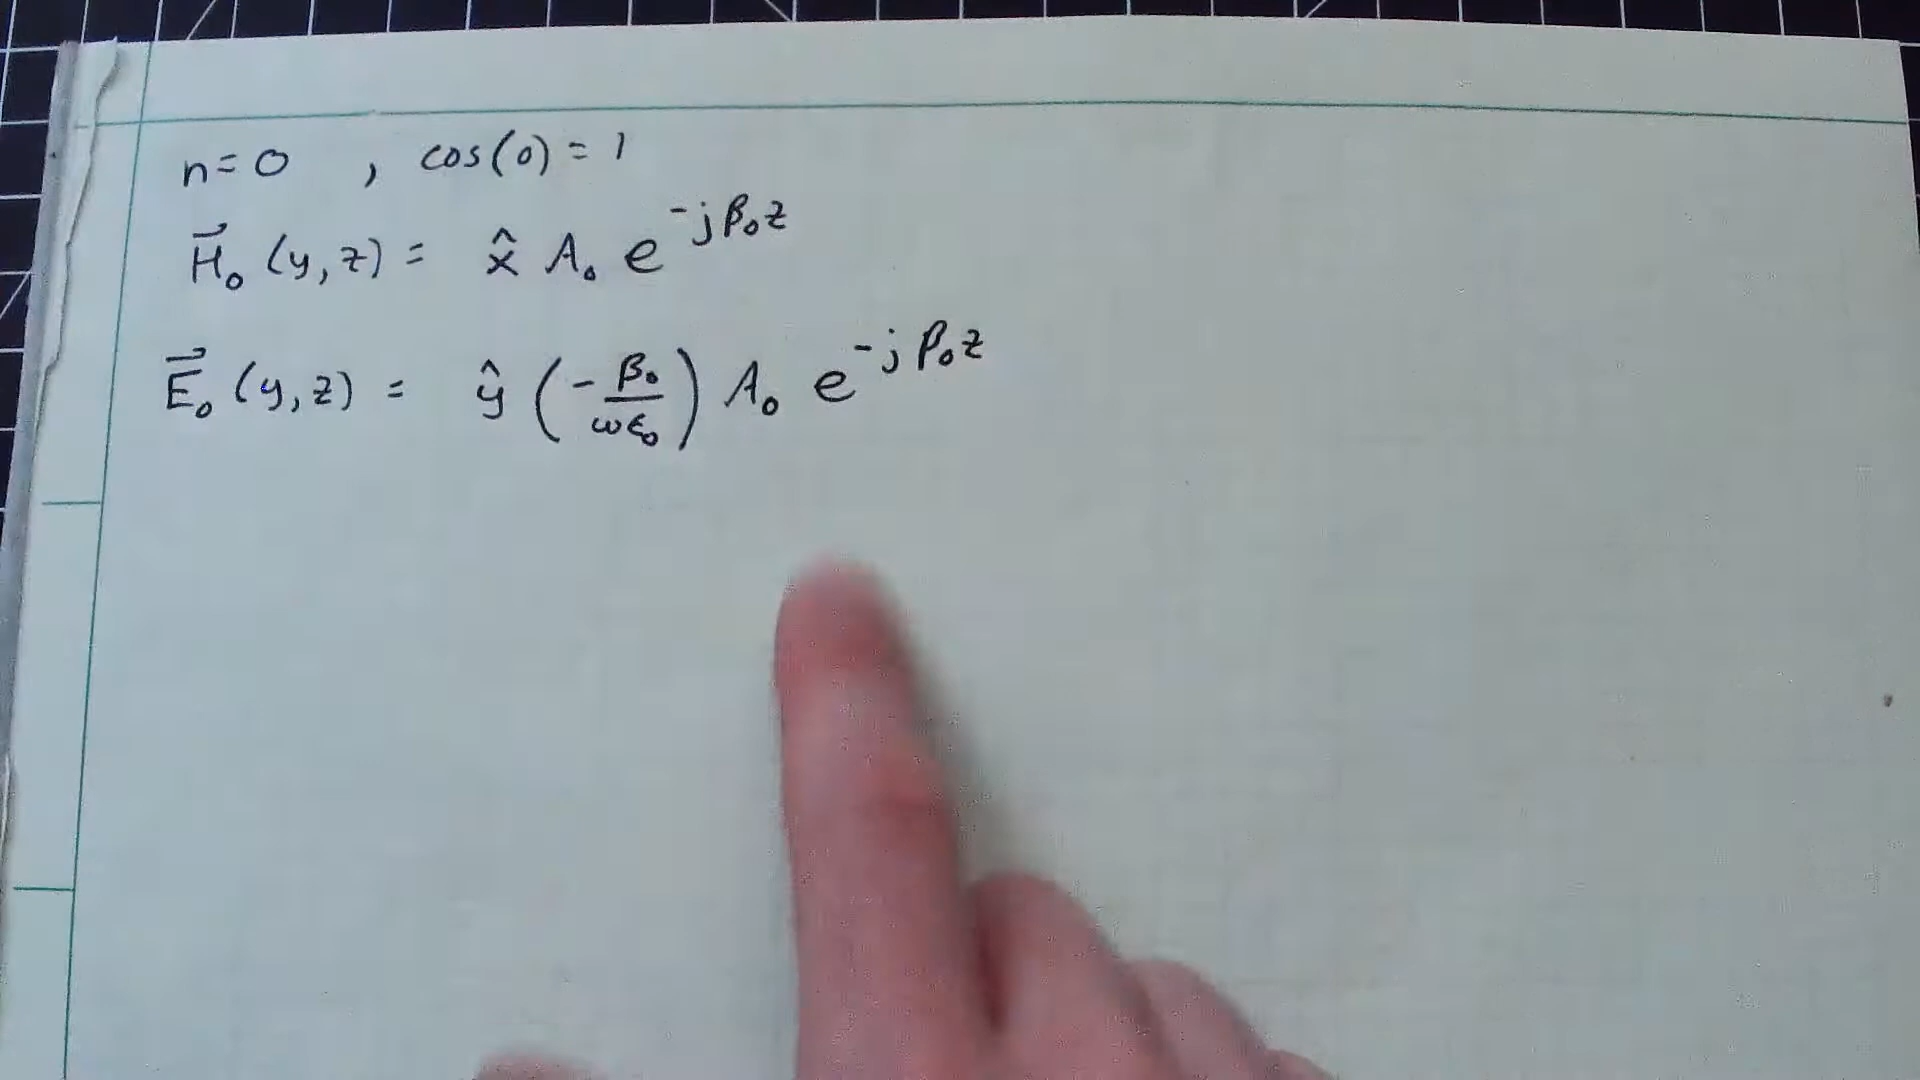 n=0 , cos(0) = 1
H⃗₀ (y,z) = x̂ A₀ e^{-jβ₀z}
E⃗₀ (y,z) = ŷ (-β₀/ωε₀) A₀ e^{-jβ₀z}